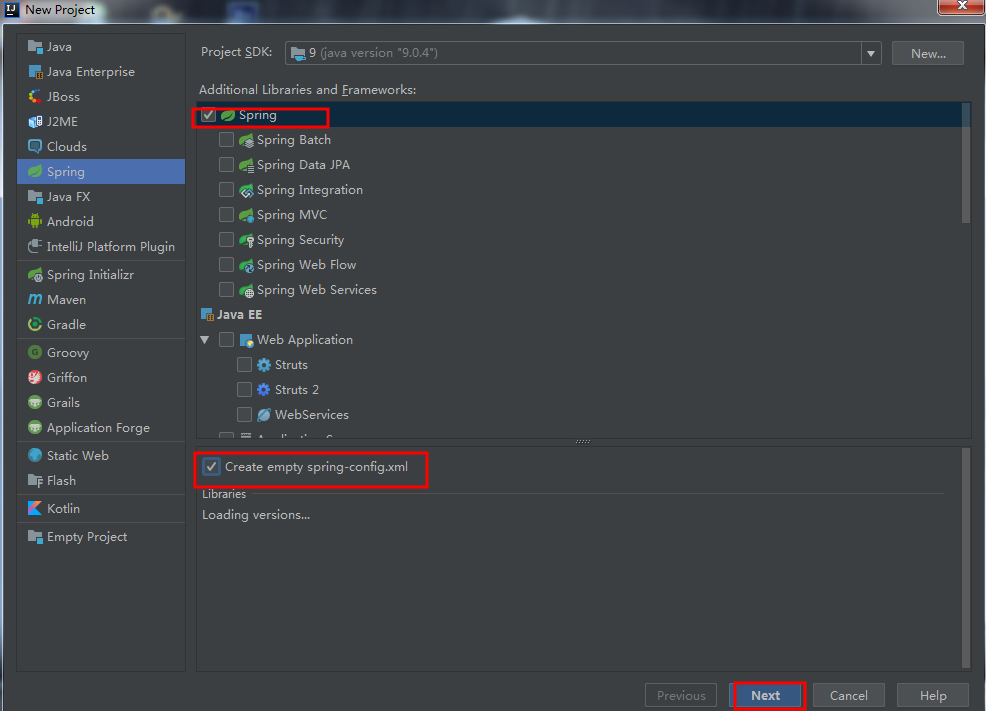 New Project
Java
Java Enterprise
JBoss
J2ME
Clouds
Spring
Java FX
Android
IntelliJ Platform Plugin
Spring Initializr
Maven
Gradle
Groovy
Griffon
Grails
Application Forge
Static Web
Flash
Kotlin
Empty Project
Project SDK: 9 (java version "9.0.4") New...
Additional Libraries and Frameworks:
Spring
Spring Batch
Spring Data JPA
Spring Integration
Spring MVC
Spring Security
Spring Web Flow
Spring Web Services
Java EE
Web Application
Struts
Struts 2
WebServices
Create empty spring-config.xml
Libraries
Loading versions...
Previous Next Cancel Help